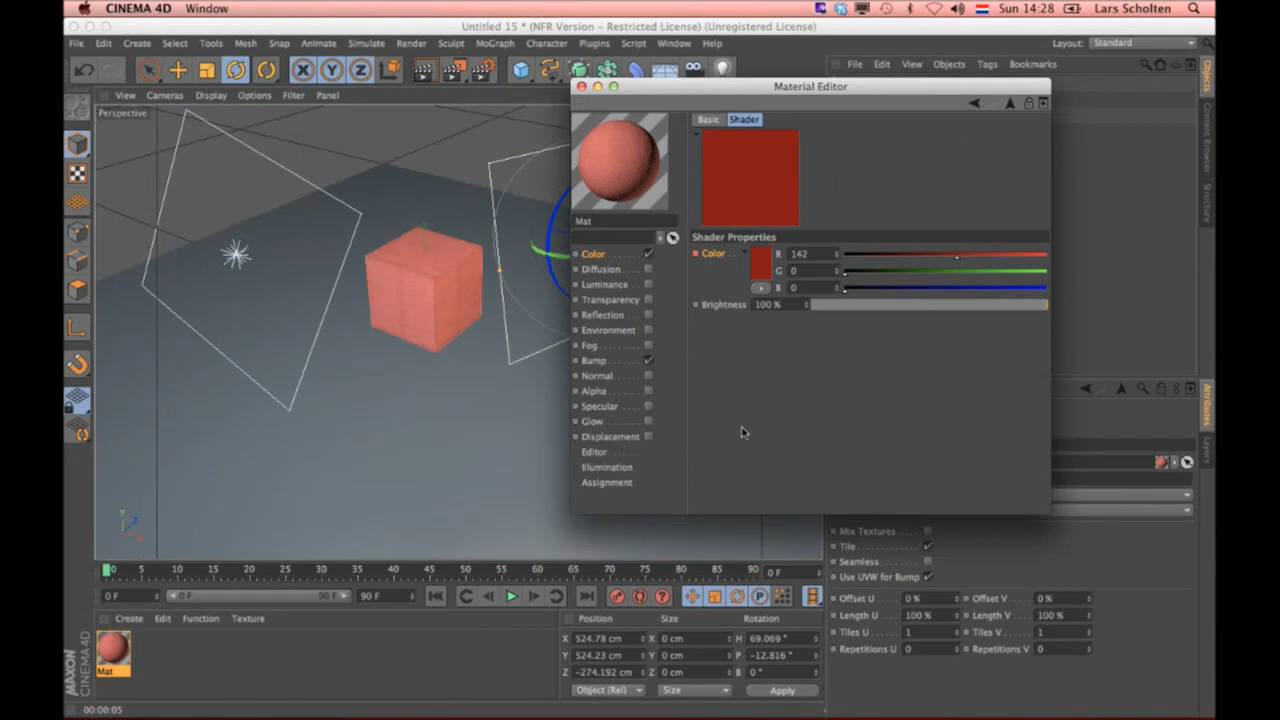 CINEMA 4D Window Sun 14:28 Lars Scholten
Untitled 15 * (NFR Version - Restricted License) (Unregistered License)
File Edit Create Select Tools Mesh Snap Animate Simulate Render Sculpt MoGraph Character Plugins Script Window Help Layout: Standard
X Y Z
File Edit View Objects Tags Bookmarks
View Cameras Display Options Filter Panel
Perspective
Material Editor
Basic Shader
Mat
Shader Properties
Color R 142
G 0
B 0
Brightness 100 %
Color
Diffusion
Luminance
Transparency
Reflection
Environment
Fog
Bump
Normal
Alpha
Specular
Glow
Displacement
Editor
Illumination
Assignment
Objects
Content Browser
Structure
Attributes
Layers
Mix Textures
Tile
Seamless
Use UVW for Bump
Offset U 0 % Offset V 0 %
Length U 100 % Length V 100 %
Tiles U 1 Tiles V 1
Repetitions U 0 Repetitions V 0
Y Z
0 5 10 15 20 25 30 35 40 45 50 55 60 65 70 75 80 85 90 0 F
0 F 0 F 90 F 90 F
P
Create Edit Function Texture
Mat
Position Size Rotation
X 524.78 cm X 0 cm H 69.069 °
Y 524.23 cm Y 0 cm P -12.816 °
Z -274.192 cm Z 0 cm B 0 °
Object (Rel) Size Apply
MAXON
CINEMA 4D
00:00:05